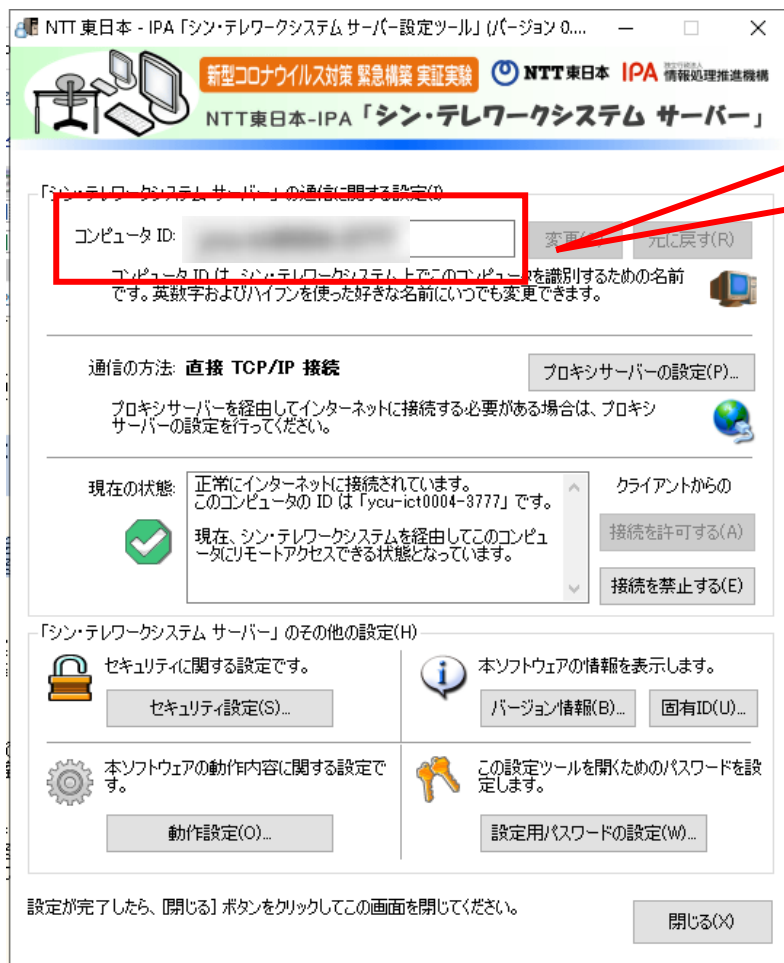 NTT 東日本 - IPA「シン・テレワークシステム サーバー設定ツール」 (バージョン 0....
新型コロナウイルス対策 緊急構築 実証実験
NTT東日本
IPA 独立行政法人 情報処理推進機構
NTT東日本-IPA「シン・テレワークシステム サーバー」
「シン・テレワークシステム サーバー」の通信に関する設定(I)
コンピュータ ID:
元に戻す(R)
コンピュータ ID は、シン・テレワークシステム上でこのコンピュータを識別するための名前
です。英数字およびハイフンを使った好きな名前にいつでも変更できます。
通信の方法: 直接 TCP/IP 接続
プロキシサーバーの設定(P)...
プロキシサーバーを経由してインターネットに接続する必要がある場合は、プロキシ
サーバーの設定を行ってください。
現在の状態:
正常にインターネットに接続されています。
このコンピュータの ID は「ycu-ict0004-3777」です。
現在、シン・テレワークシステムを経由してこのコンピュ
ータにリモートアクセスできる状態となっています。
クライアントからの
接続を許可する(A)
接続を禁止する(E)
「シン・テレワークシステム サーバー」のその他の設定(H)
セキュリティに関する設定です。
セキュリティ設定(S)...
本ソフトウェアの情報を表示します。
バージョン情報(B)...
固有ID(U)...
本ソフトウェアの動作内容に関する設定で
す。
動作設定(O)...
この設定ツールを開くためのパスワードを設
定します。
設定用パスワードの設定(W)...
設定が完了したら、[閉じる] ボタンをクリックしてこの画面を閉じてください。
閉じる(X)